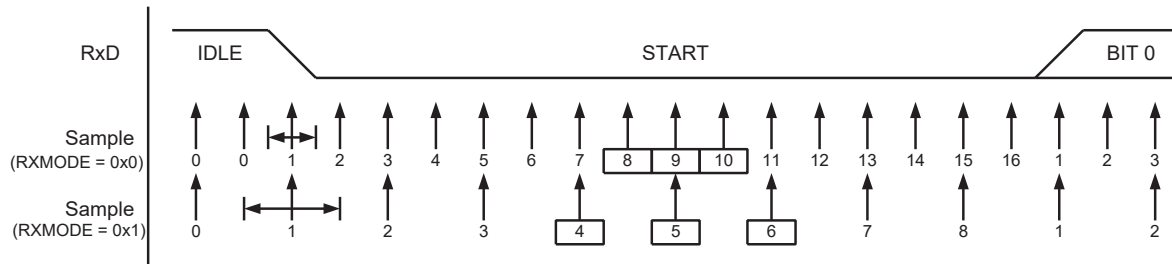 RxD IDLE START BIT 0
Sample
(RXMODE = 0x0)
0 0 1 2 3 4 5 6 7 8 9 10 11 12 13 14 15 16 1 2 3
Sample
(RXMODE = 0x1)
0 1 2 3 4 5 6 7 8 1 2